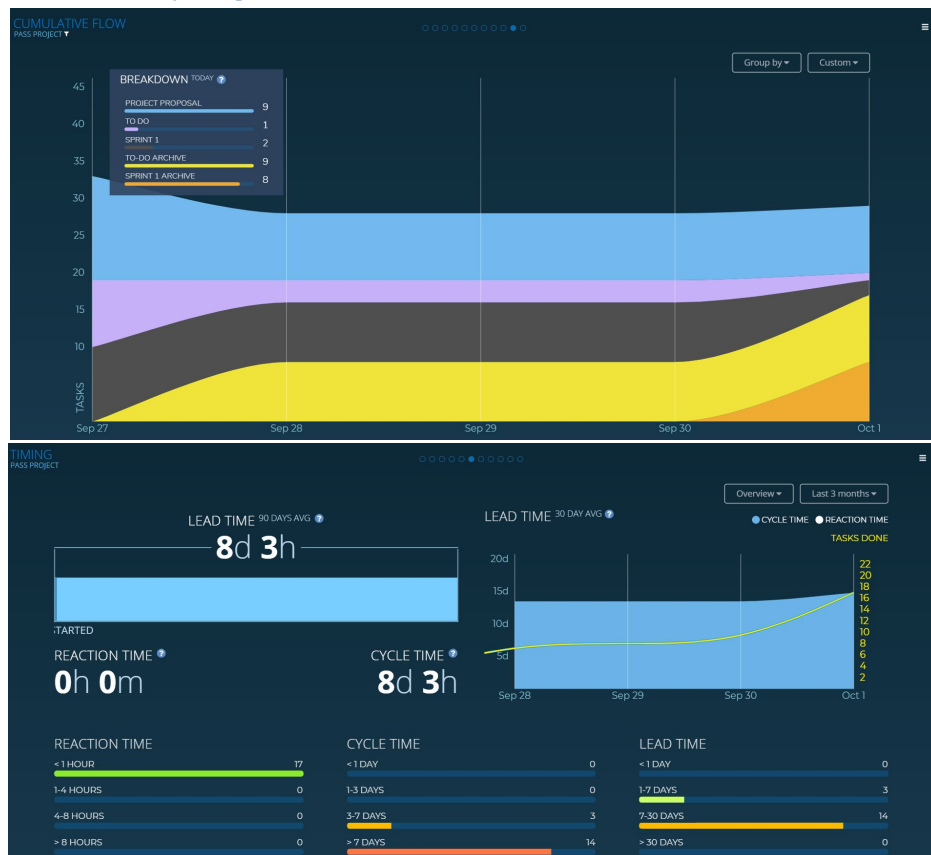 CUMULATIVE FLOW
PASS PROJECT
Group by
Custom
BREAKDOWN TODAY ?
PROJECT PROPOSAL 9
TO DO 1
SPRINT 1 2
TO-DO ARCHIVE 9
SPRINT 1 ARCHIVE 8
45
40
35
30
25
20
15
10
TASKS
Sep 27 Sep 28 Sep 29 Sep 30 Oct 1
TIMING
PASS PROJECT
Overview
Last 3 months
LEAD TIME 90 DAYS AVG ?
8d 3h
STARTED
REACTION TIME ?
0h 0m
CYCLE TIME ?
8d 3h
LEAD TIME 30 DAY AVG ?
CYCLE TIME REACTION TIME
TASKS DONE
20d
15d
10d
5d
22
20
18
16
14
12
10
8
6
4
2
Sep 28 Sep 29 Sep 30 Oct 1
REACTION TIME
< 1 HOUR 17
1-4 HOURS 0
4-8 HOURS 0
> 8 HOURS 0
CYCLE TIME
< 1 DAY 0
1-3 DAYS 0
3-7 DAYS 3
> 7 DAYS 14
LEAD TIME
< 1 DAY 0
1-7 DAYS 3
7-30 DAYS 14
> 30 DAYS 0